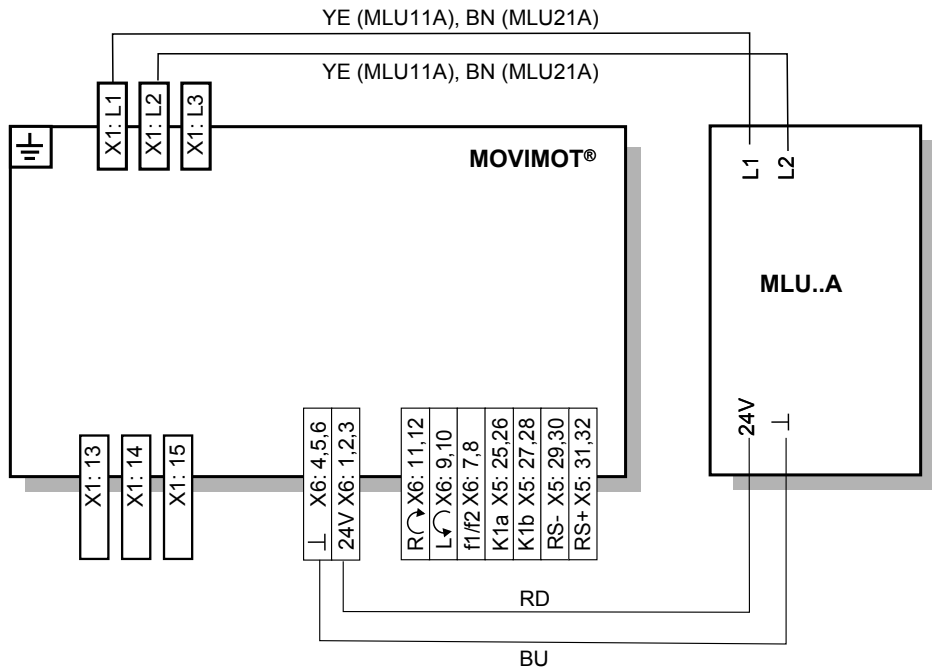 YE (MLU11A), BN (MLU21A)
YE (MLU11A), BN (MLU21A)
X1: L1
X1: L2
X1: L3
MOVIMOT®
L1
L2
MLU..A
24V
⊥
X1: 13
X1: 14
X1: 15
⊥ X6: 4,5,6
24V X6: 1,2,3
R X6: 11,12
L X6: 9,10
f1/f2 X6: 7,8
K1a X5: 25,26
K1b X5: 27,28
RS- X5: 29,30
RS+ X5: 31,32
RD
BU